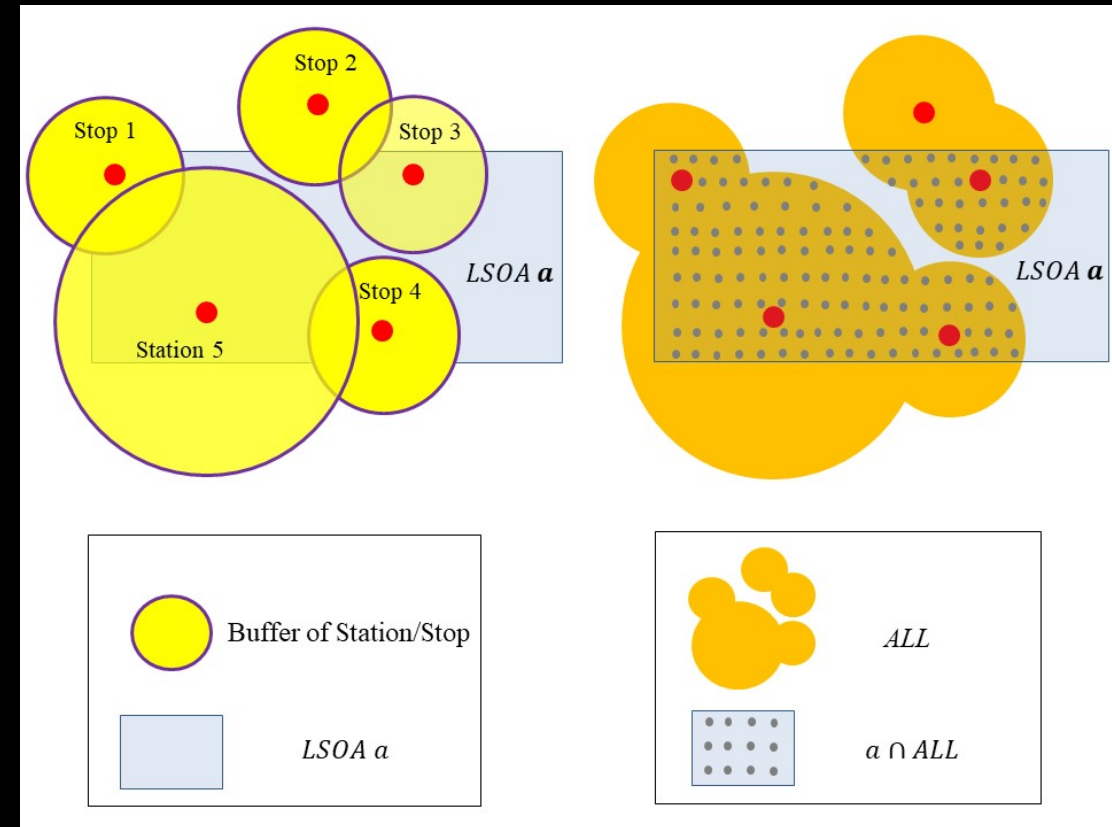 Stop 2
Stop 1
Stop 3
LSOA a
Stop 4
Station 5
LSOA a
Buffer of Station/Stop
LSOA a
ALL
a ∩ ALL